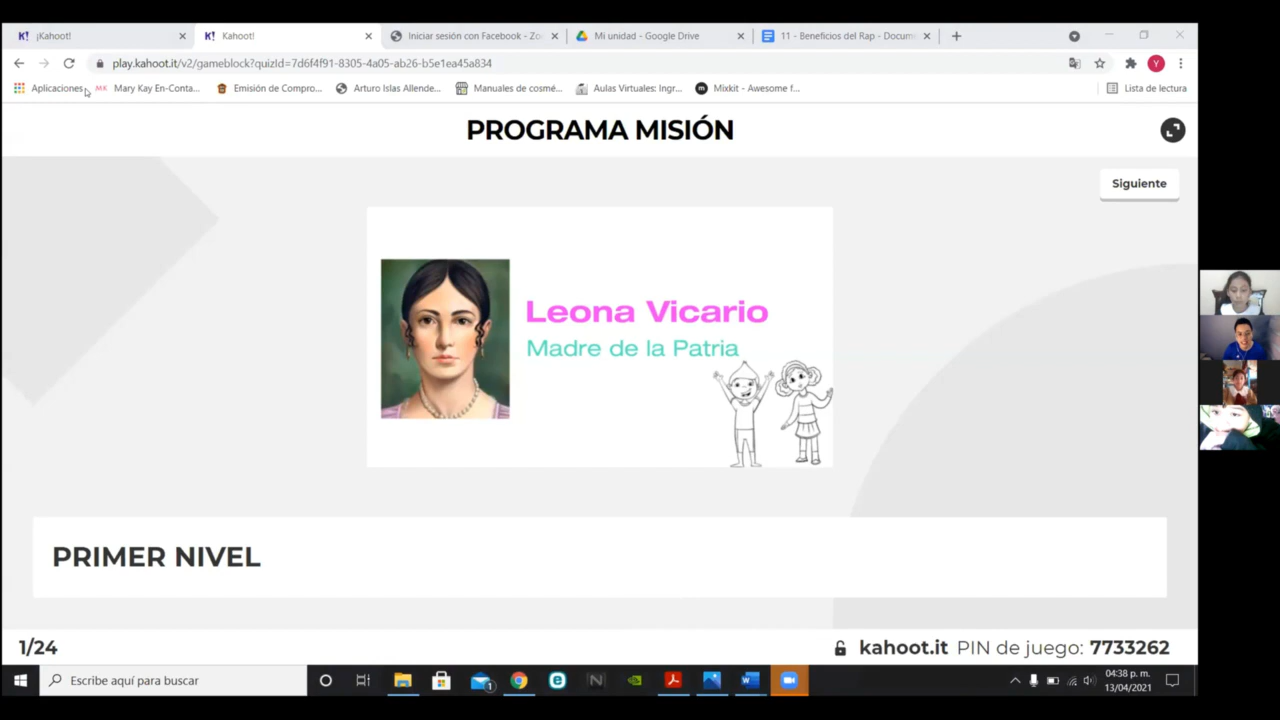 ¡Kahoot!
Kahoot!
Iniciar sesión con Facebook - Zo
Mi unidad - Google Drive
11 - Beneficios del Rap - Docum
play.kahoot.it/v2/gameblock?quizId=7d6f4f91-8305-4a05-ab26-b5e1ea45a834
Y
Aplicaciones
MK Mary Kay En-Conta...
Emisión de Compro...
Arturo Islas Allende...
Manuales de cosmé...
Aulas Virtuales: Ingr...
m Mixkit - Awesome f...
Lista de lectura
PROGRAMA MISIÓN
Siguiente
Leona Vicario
Madre de la Patria
PRIMER NIVEL
1/24
kahoot.it PIN de juego: 7733262
Escribe aquí para buscar
04:38 p. m.
13/04/2021